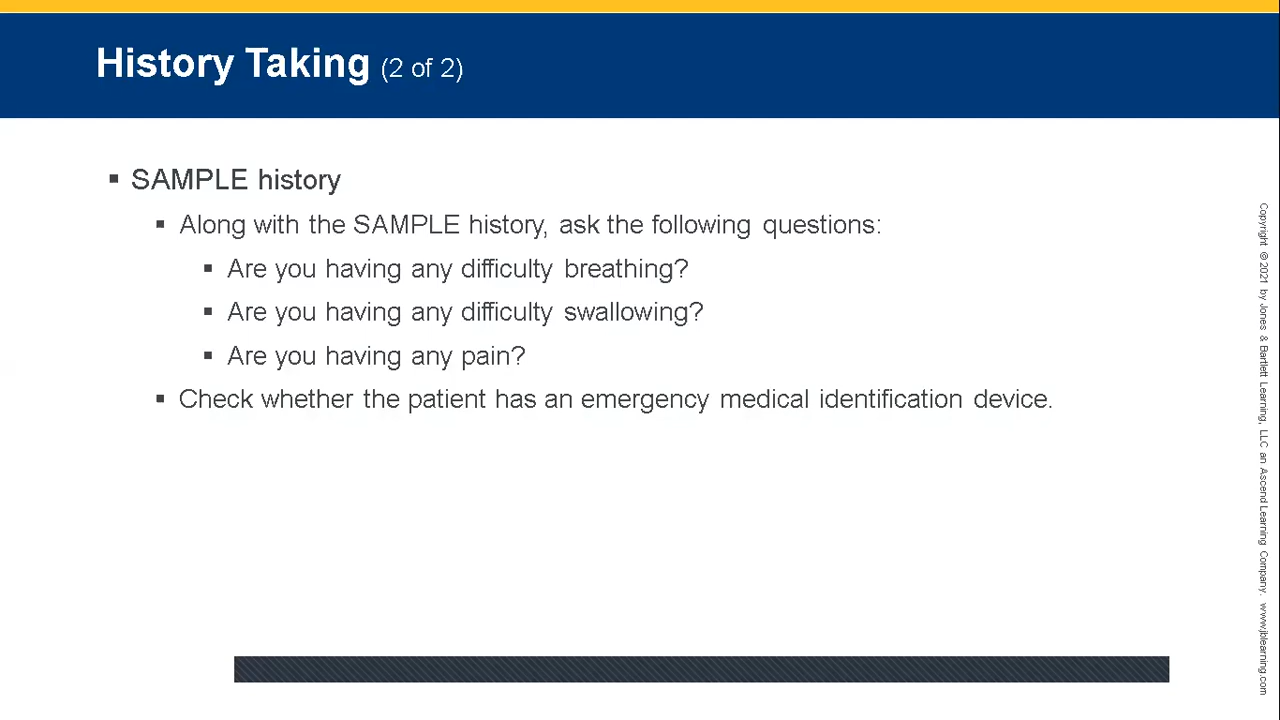 History Taking (2 of 2)
▪ SAMPLE history
▪ Along with the SAMPLE history, ask the following questions:
▪ Are you having any difficulty breathing?
▪ Are you having any difficulty swallowing?
▪ Are you having any pain?
▪ Check whether the patient has an emergency medical identification device.
Copyright © 2021 by Jones & Bartlett Learning, LLC an Ascend Learning Company. www.jblearning.com